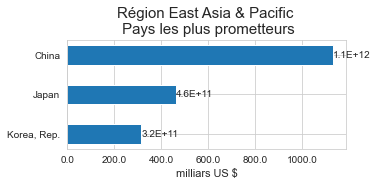 Région East Asia & Pacific
Pays les plus prometteurs
China
1.1E+12
Japan
4.6E+11
Korea, Rep.
3.2E+11
0.0 200.0 400.0 600.0 800.0 1000.0
milliars US $